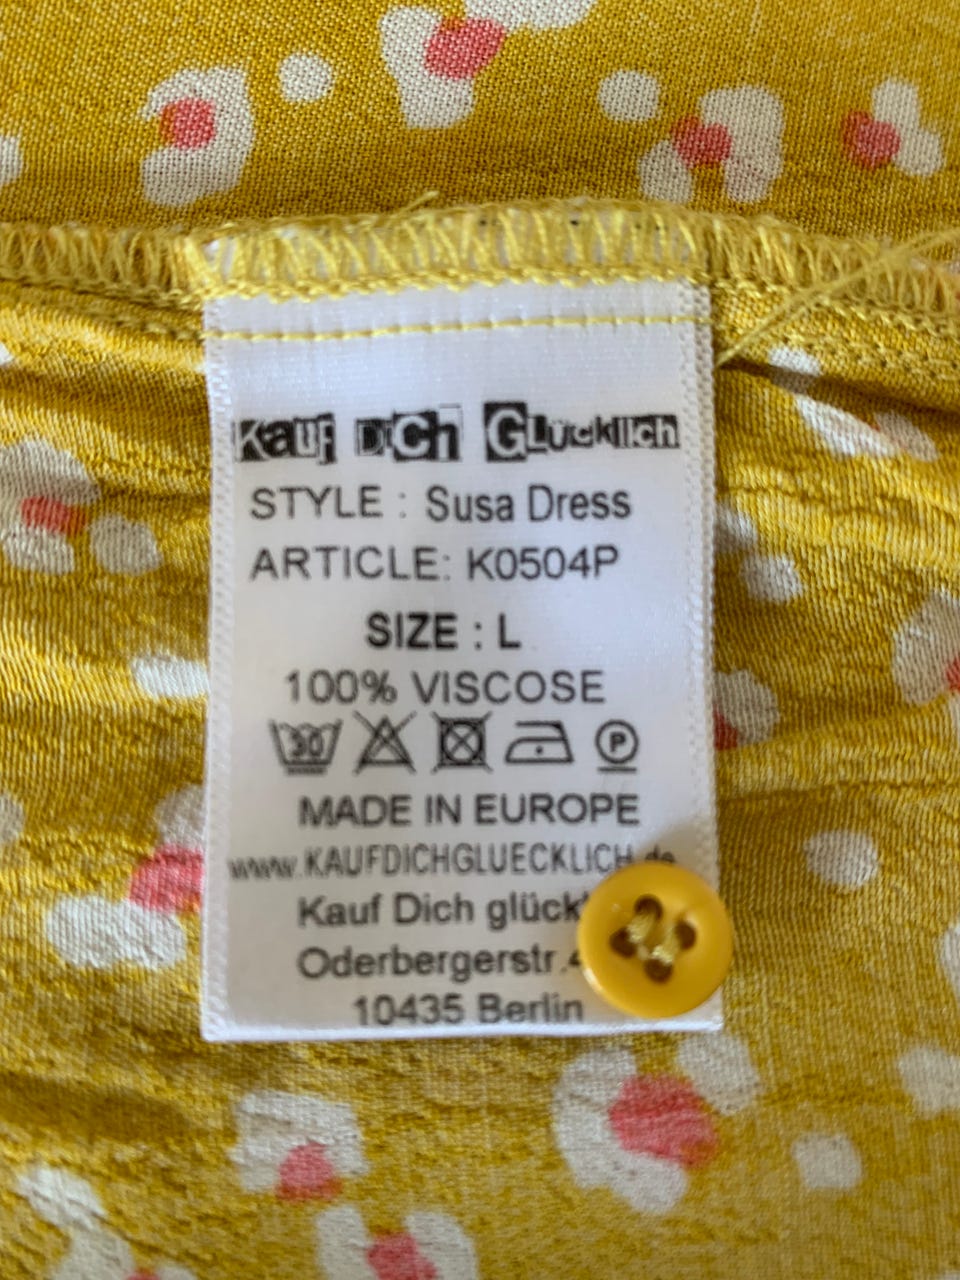 Kauf Dich Glücklich
STYLE : Susa Dress
ARTICLE: K0504P
SIZE : L
100% VISCOSE
30 P
MADE IN EUROPE
www.KAUFDICHGLUECKLICH.de
Kauf Dich
Oderbergerstr.
10435 Berlin